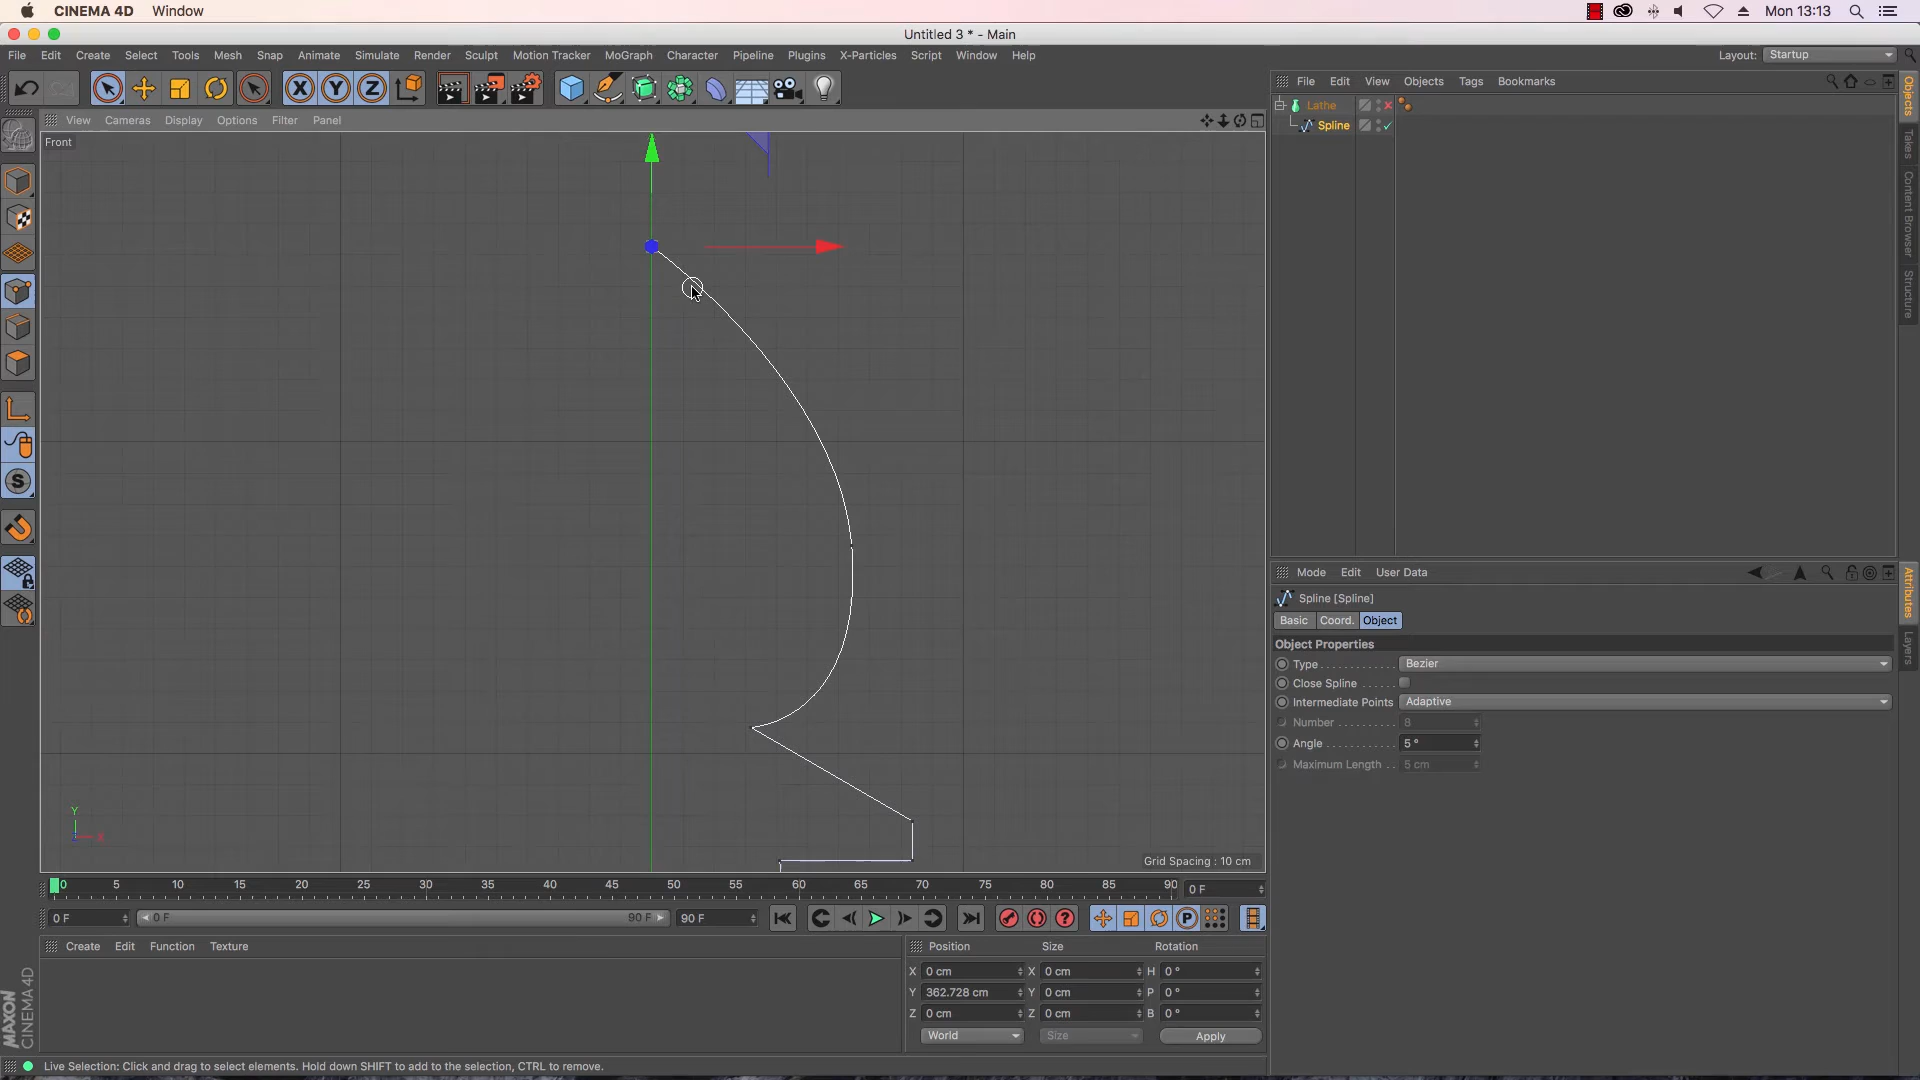 CINEMA 4D Window Mon 13:13
Untitled 3 * - Main
File Edit Create Select Tools Mesh Snap Animate Simulate Render Sculpt Motion Tracker MoGraph Character Pipeline Plugins X-Particles Script Window Help Layout: Startup
X Y Z
File Edit View Objects Tags Bookmarks
View Cameras Display Options Filter Panel
Front
Lathe
Spline
Objects
Takes
Content Browser
Structure
Mode Edit User Data
Spline [Spline]
Basic Coord. Object
Object Properties
Type Bezier
Close Spline
Intermediate Points Adaptive
Number 8
Angle 5 °
Maximum Length 5 cm
Attributes
Layers
S
Y
X
Grid Spacing : 10 cm
0 5 10 15 20 25 30 35 40 45 50 55 60 65 70 75 80 85 90 0 F
0 F 0 F 90 F 90 F
P
Create Edit Function Texture
Position Size Rotation
X 0 cm X 0 cm H 0 °
Y 362.728 cm Y 0 cm P 0 °
Z 0 cm Z 0 cm B 0 °
World Size Apply
MAXON
CINEMA 4D
Live Selection: Click and drag to select elements. Hold down SHIFT to add to the selection, CTRL to remove.